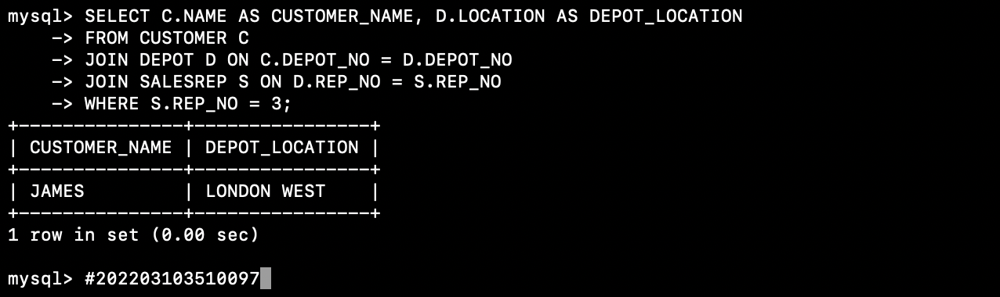 mysql> SELECT C.NAME AS CUSTOMER_NAME, D.LOCATION AS DEPOT_LOCATION
    -> FROM CUSTOMER C
    -> JOIN DEPOT D ON C.DEPOT_NO = D.DEPOT_NO
    -> JOIN SALESREP S ON D.REP_NO = S.REP_NO
    -> WHERE S.REP_NO = 3;
+---------------+----------------+
| CUSTOMER_NAME | DEPOT_LOCATION |
+---------------+----------------+
| JAMES         | LONDON WEST    |
+---------------+----------------+
1 row in set (0.00 sec)

mysql> #202203103510097